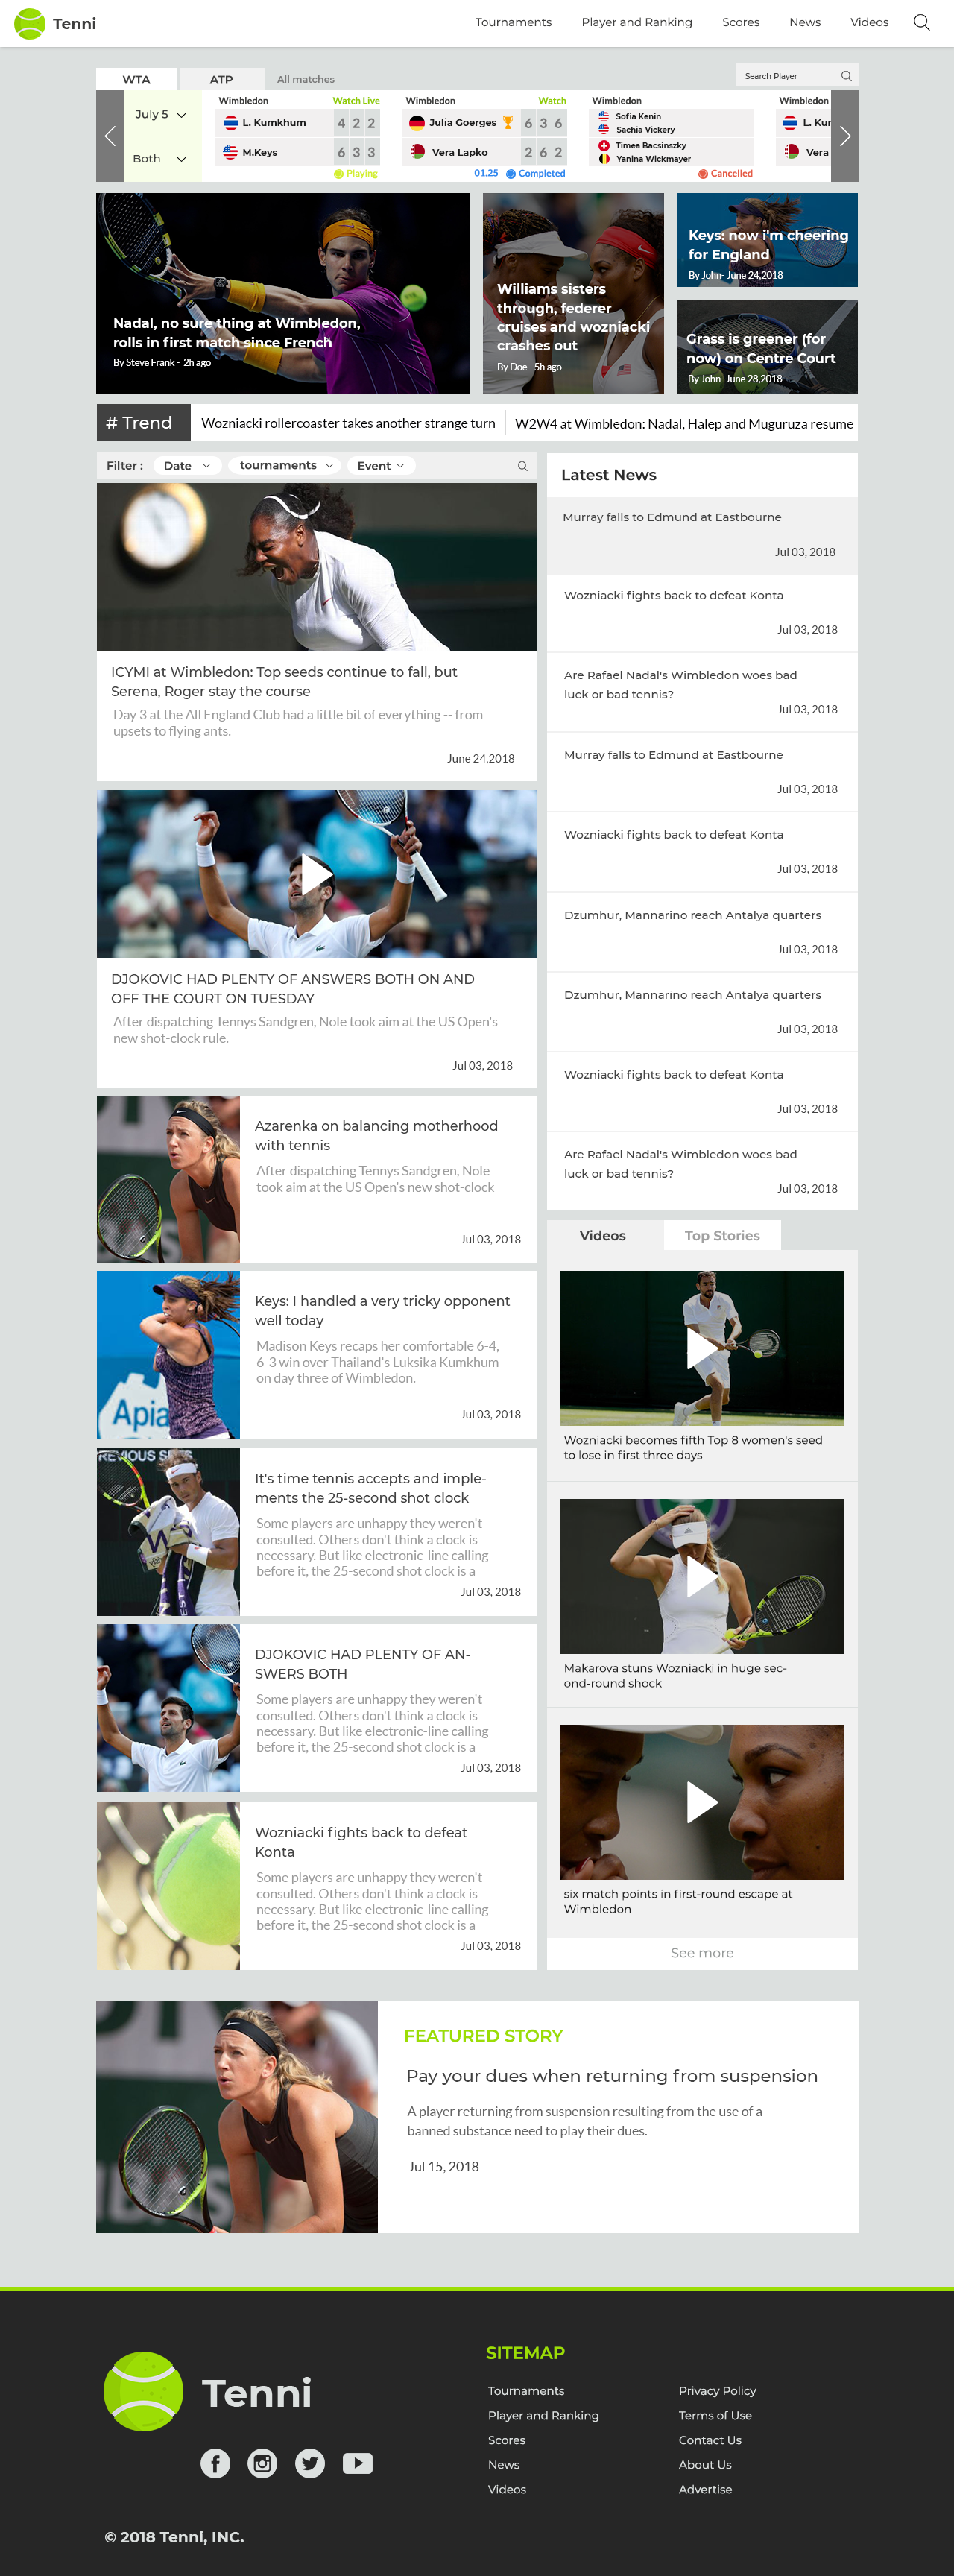 Tenni
Tournaments
Player and Ranking
Scores
News
Videos
WTA
ATP
All matches
Search Player
July 5
Both
Wimbledon
Watch Live
L. Kumkhum
4 2 2
M.Keys
6 3 3
Playing
Wimbledon
Watch
Julia Goerges
6 3 6
Vera Lapko
2 6 2
01.25
Completed
Wimbledon
Sofia Kenin
Sachia Vickery
Timea Bacsinszky
Yanina Wickmayer
Cancelled
Wimbledon
L. Kur
Vera
Nadal, no sure thing at Wimbledon,
rolls in first match since French
By Steve Frank - 2h ago
Williams sisters
through, federer
cruises and wozniacki
crashes out
By Doe - 5h ago
Keys: now i'm cheering
for England
By John- June 24,2018
Grass is greener (for
now) on Centre Court
By John- June 28,2018
# Trend
Wozniacki rollercoaster takes another strange turn
W2W4 at Wimbledon: Nadal, Halep and Muguruza resume
Filter :
Date
tournaments
Event
ICYMI at Wimbledon: Top seeds continue to fall, but
Serena, Roger stay the course
Day 3 at the All England Club had a little bit of everything -- from
upsets to flying ants.
June 24,2018
DJOKOVIC HAD PLENTY OF ANSWERS BOTH ON AND
OFF THE COURT ON TUESDAY
After dispatching Tennys Sandgren, Nole took aim at the US Open's
new shot-clock rule.
Jul 03, 2018
Azarenka on balancing motherhood
with tennis
After dispatching Tennys Sandgren, Nole
took aim at the US Open's new shot-clock
Jul 03, 2018
Apia
Keys: I handled a very tricky opponent
well today
Madison Keys recaps her comfortable 6-4,
6-3 win over Thailand's Luksika Kumkhum
on day three of Wimbledon.
Jul 03, 2018
REVIOUS SETS
It's time tennis accepts and imple-
ments the 25-second shot clock
Some players are unhappy they weren't
consulted. Others don't think a clock is
necessary. But like electronic-line calling
before it, the 25-second shot clock is a
Jul 03, 2018
DJOKOVIC HAD PLENTY OF AN-
SWERS BOTH
Some players are unhappy they weren't
consulted. Others don't think a clock is
necessary. But like electronic-line calling
before it, the 25-second shot clock is a
Jul 03, 2018
Wozniacki fights back to defeat
Konta
Some players are unhappy they weren't
consulted. Others don't think a clock is
necessary. But like electronic-line calling
before it, the 25-second shot clock is a
Jul 03, 2018
Latest News
Murray falls to Edmund at Eastbourne
Jul 03, 2018
Wozniacki fights back to defeat Konta
Jul 03, 2018
Are Rafael Nadal's Wimbledon woes bad
luck or bad tennis?
Jul 03, 2018
Murray falls to Edmund at Eastbourne
Jul 03, 2018
Wozniacki fights back to defeat Konta
Jul 03, 2018
Dzumhur, Mannarino reach Antalya quarters
Jul 03, 2018
Dzumhur, Mannarino reach Antalya quarters
Jul 03, 2018
Wozniacki fights back to defeat Konta
Jul 03, 2018
Are Rafael Nadal's Wimbledon woes bad
luck or bad tennis?
Jul 03, 2018
Videos
Top Stories
Wozniacki becomes fifth Top 8 women's seed
to lose in first three days
Makarova stuns Wozniacki in huge sec-
ond-round shock
six match points in first-round escape at
Wimbledon
See more
FEATURED STORY
Pay your dues when returning from suspension
A player returning from suspension resulting from the use of a
banned substance need to play their dues.
Jul 15, 2018
Tenni
© 2018 Tenni, INC.
SITEMAP
Tournaments
Player and Ranking
Scores
News
Videos
Privacy Policy
Terms of Use
Contact Us
About Us
Advertise